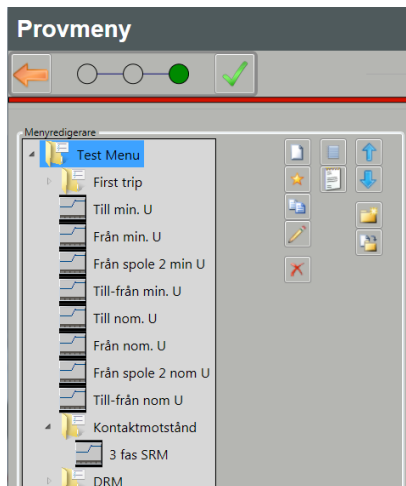 Provmeny
Menyredigerare
Test Menu
First trip
Till min. U
Från min. U
Från spole 2 min U
Till-från min. U
Till nom. U
Från nom. U
Från spole 2 nom U
Till-från nom U
Kontaktmotstånd
3 fas SRM
DRM